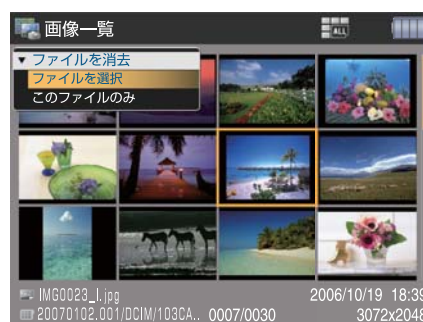 画像一覧
ALL
▼ ファイルを消去
ファイルを選択
このファイルのみ
IMG0023_l.jpg 2006/10/19 18:39
20070102.001/DCIM/103CA.. 0007/0030 3072x2048